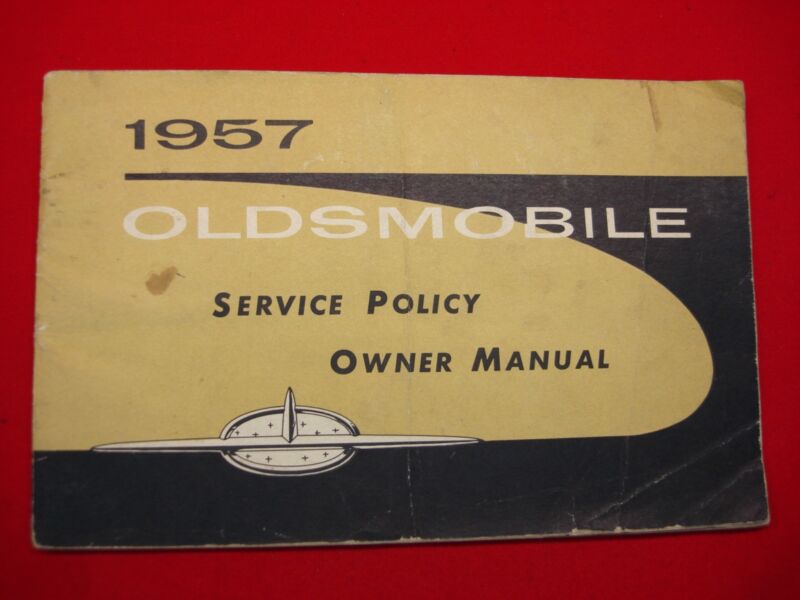 1957
OLDSMOBILE
SERVICE POLICY
OWNER MANUAL